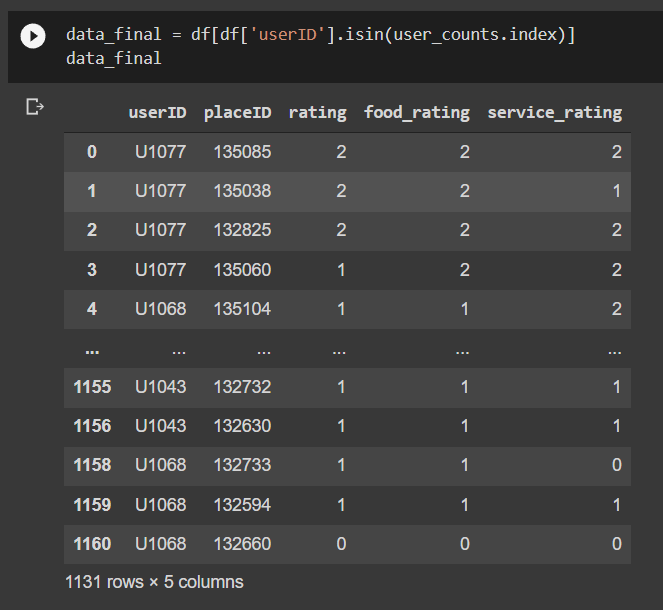 data_final = df[df['userID'].isin(user_counts.index)]
data_final
userID placeID rating food_rating service_rating
0 U1077 135085 2 2 2
1 U1077 135038 2 2 1
2 U1077 132825 2 2 2
3 U1077 135060 1 2 2
4 U1068 135104 1 1 2
... ... ... ... ... ...
1155 U1043 132732 1 1 1
1156 U1043 132630 1 1 1
1158 U1068 132733 1 1 0
1159 U1068 132594 1 1 1
1160 U1068 132660 0 0 0
1131 rows × 5 columns